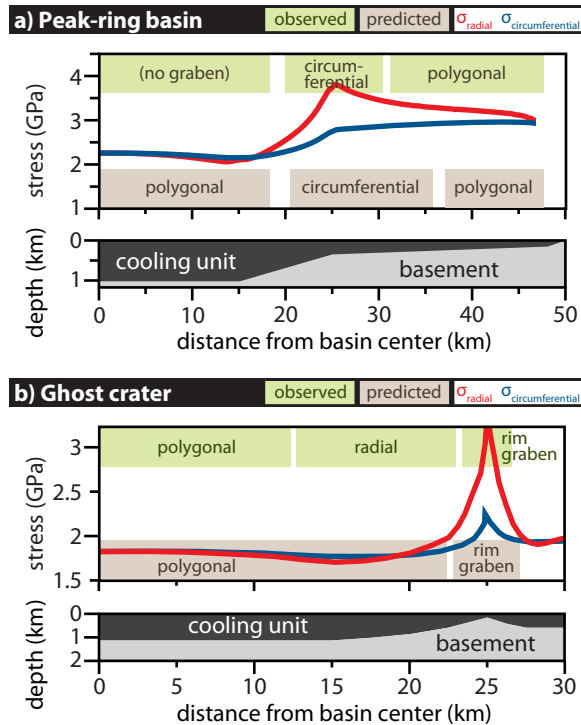 a) Peak-ring basin observed predicted σradial σcircumferential
(no graben) circum-ferential polygonal
4
3
2
1
stress (GPa)
polygonal circumferential polygonal
0
1
depth (km)
cooling unit
basement
0 10 20 30 40 50
distance from basin center (km)
b) Ghost crater observed predicted σradial σcircumferential
polygonal radial rim graben
3
2.5
2
1.5
stress (GPa)
polygonal rim graben
0
1
2
depth (km)
cooling unit
basement
0 5 10 15 20 25 30
distance from basin center (km)